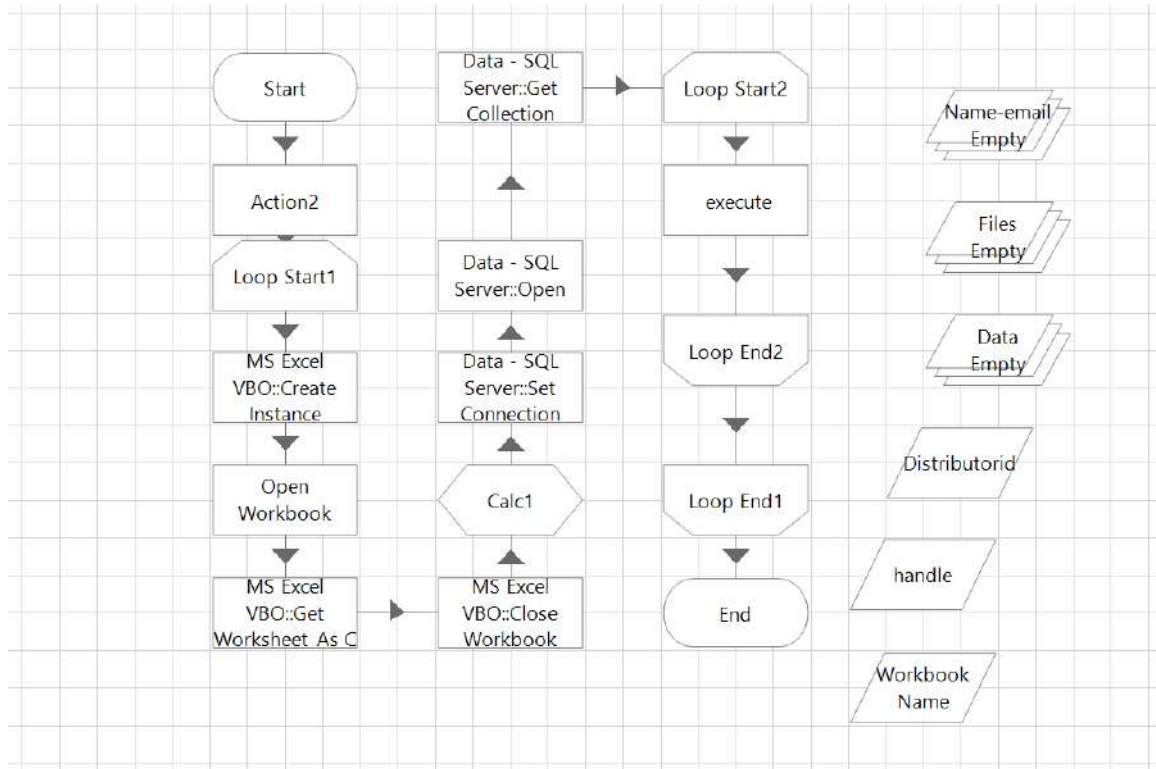 Start
Action2
Loop Start1
MS Excel
VBO::Create
Instance
Open
Workbook
MS Excel
VBO::Get
Worksheet As C
MS Excel
VBO::Close
Workbook
Calc1
Data - SQL
Server::Set
Connection
Data - SQL
Server::Open
Data - SQL
Server::Get
Collection
Loop Start2
execute
Loop End2
Loop End1
End
Name-email
Empty
Files
Empty
Data
Empty
Distributorid
handle
Workbook
Name